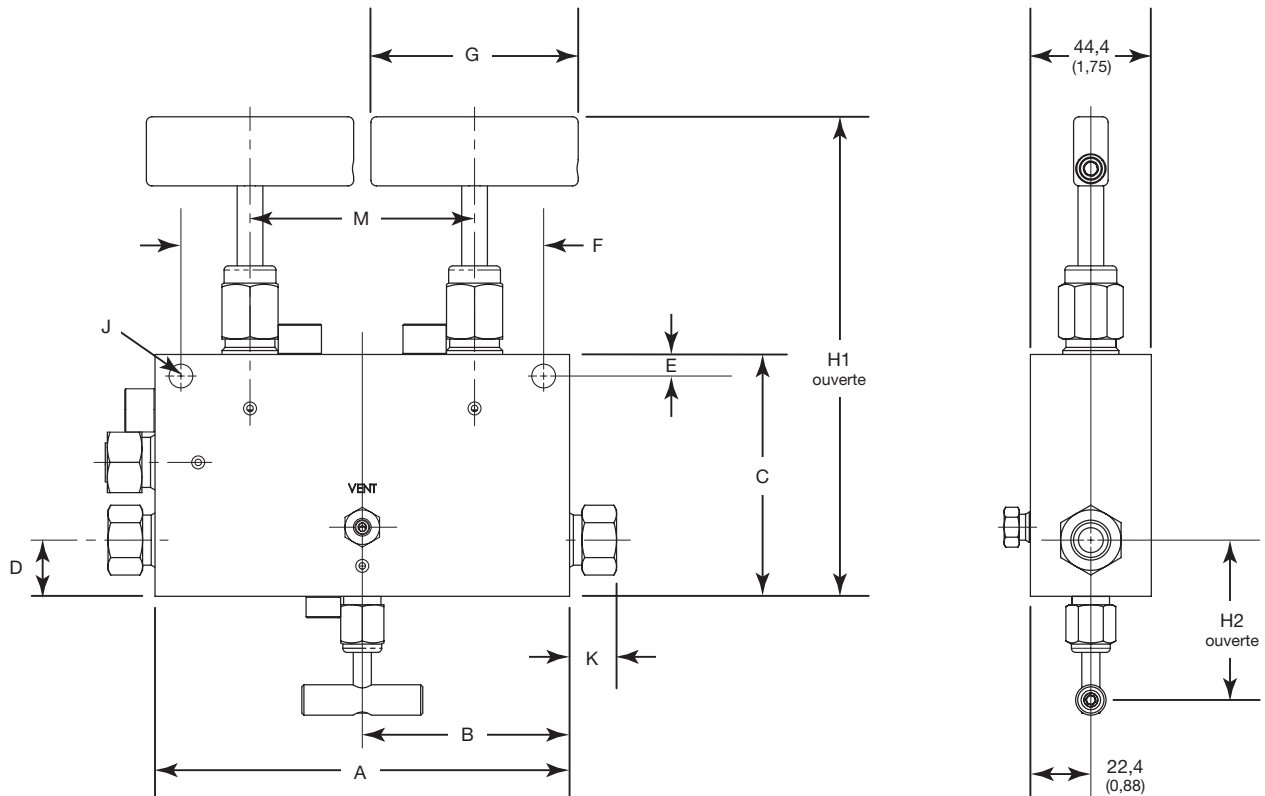 G
44,4
(1,75)
M
F
J
E
H1
ouverte
C
VENT
D
H2
ouverte
K
B
A
22,4
(0,88)